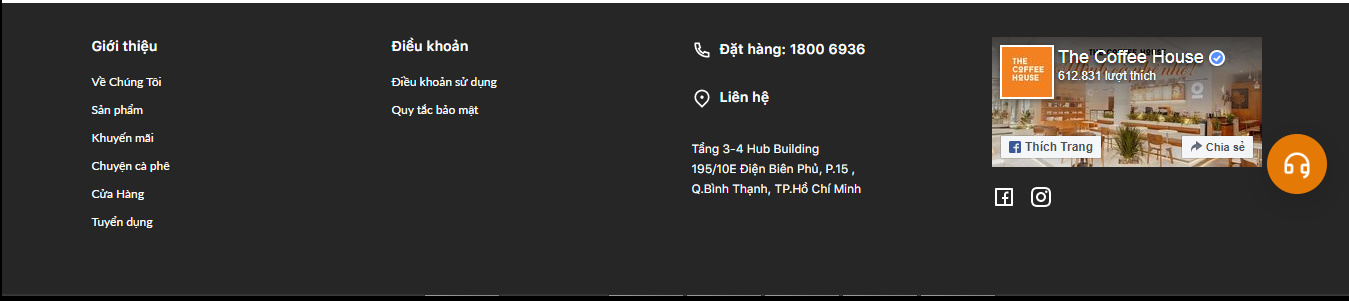 Giới thiệu
Về Chúng Tôi
Sản phẩm
Khuyến mãi
Chuyện cà phê
Cửa Hàng
Tuyển dụng
Điều khoản
Điều khoản sử dụng
Quy tắc bảo mật
Đặt hàng: 1800 6936
Liên hệ
Tầng 3-4 Hub Building
195/10E Điện Biên Phủ, P.15 ,
Q.Bình Thạnh, TP.Hồ Chí Minh
THE
COFFEE
HOUSE
The Coffee House
612.831 lượt thích
Thích Trang
Chia sẻ